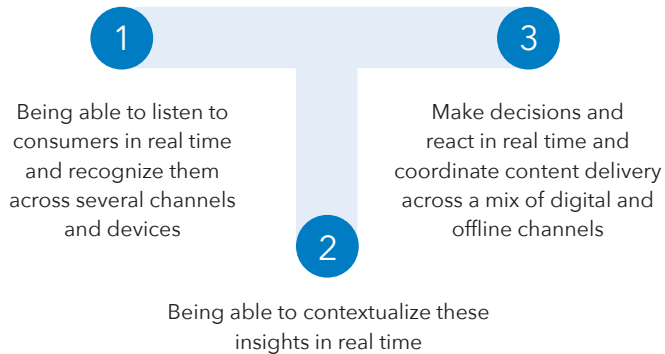 1
Being able to listen to
consumers in real time
and recognize them
across several channels
and devices
2
Being able to contextualize these
insights in real time
3
Make decisions and
react in real time and
coordinate content delivery
across a mix of digital and
offline channels